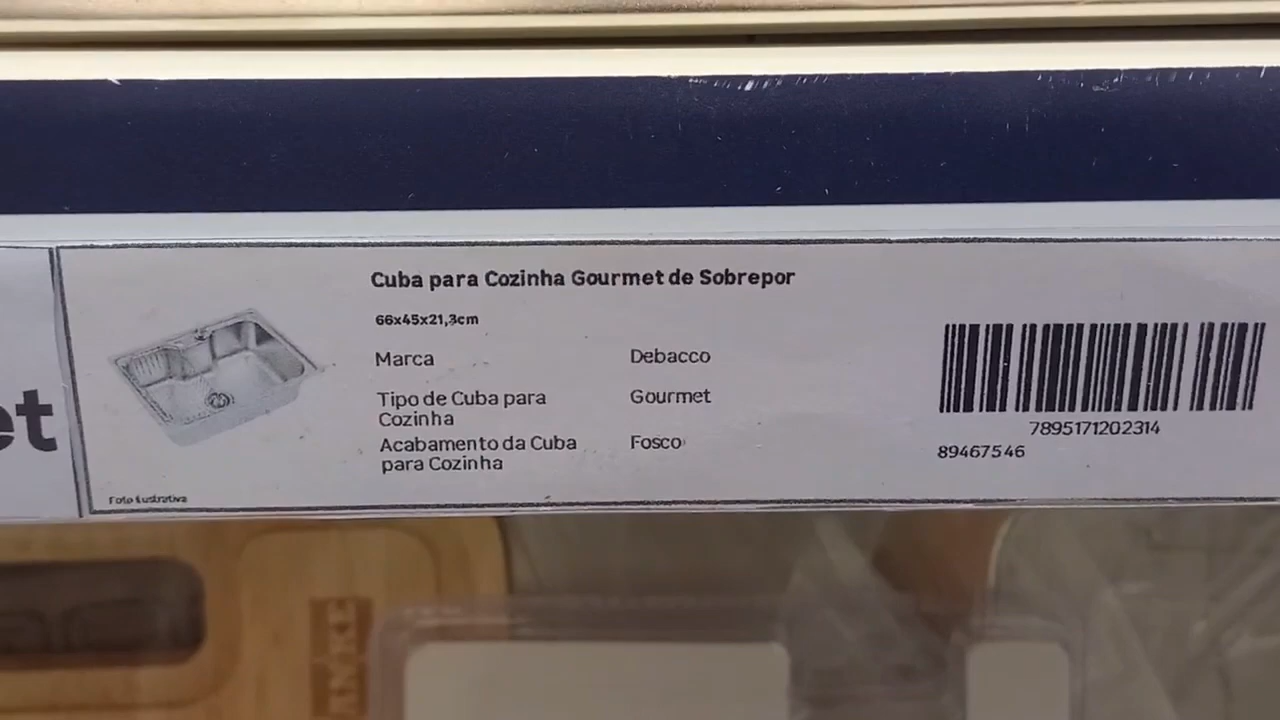 et
Cuba para Cozinha Gourmet de Sobrepor
66x45x21,3cm
Marca Debacco
Tipo de Cuba para Cozinha Gourmet
Acabamento da Cuba para Cozinha Fosco
7895171202314
89467546
Foto Ilustrativa